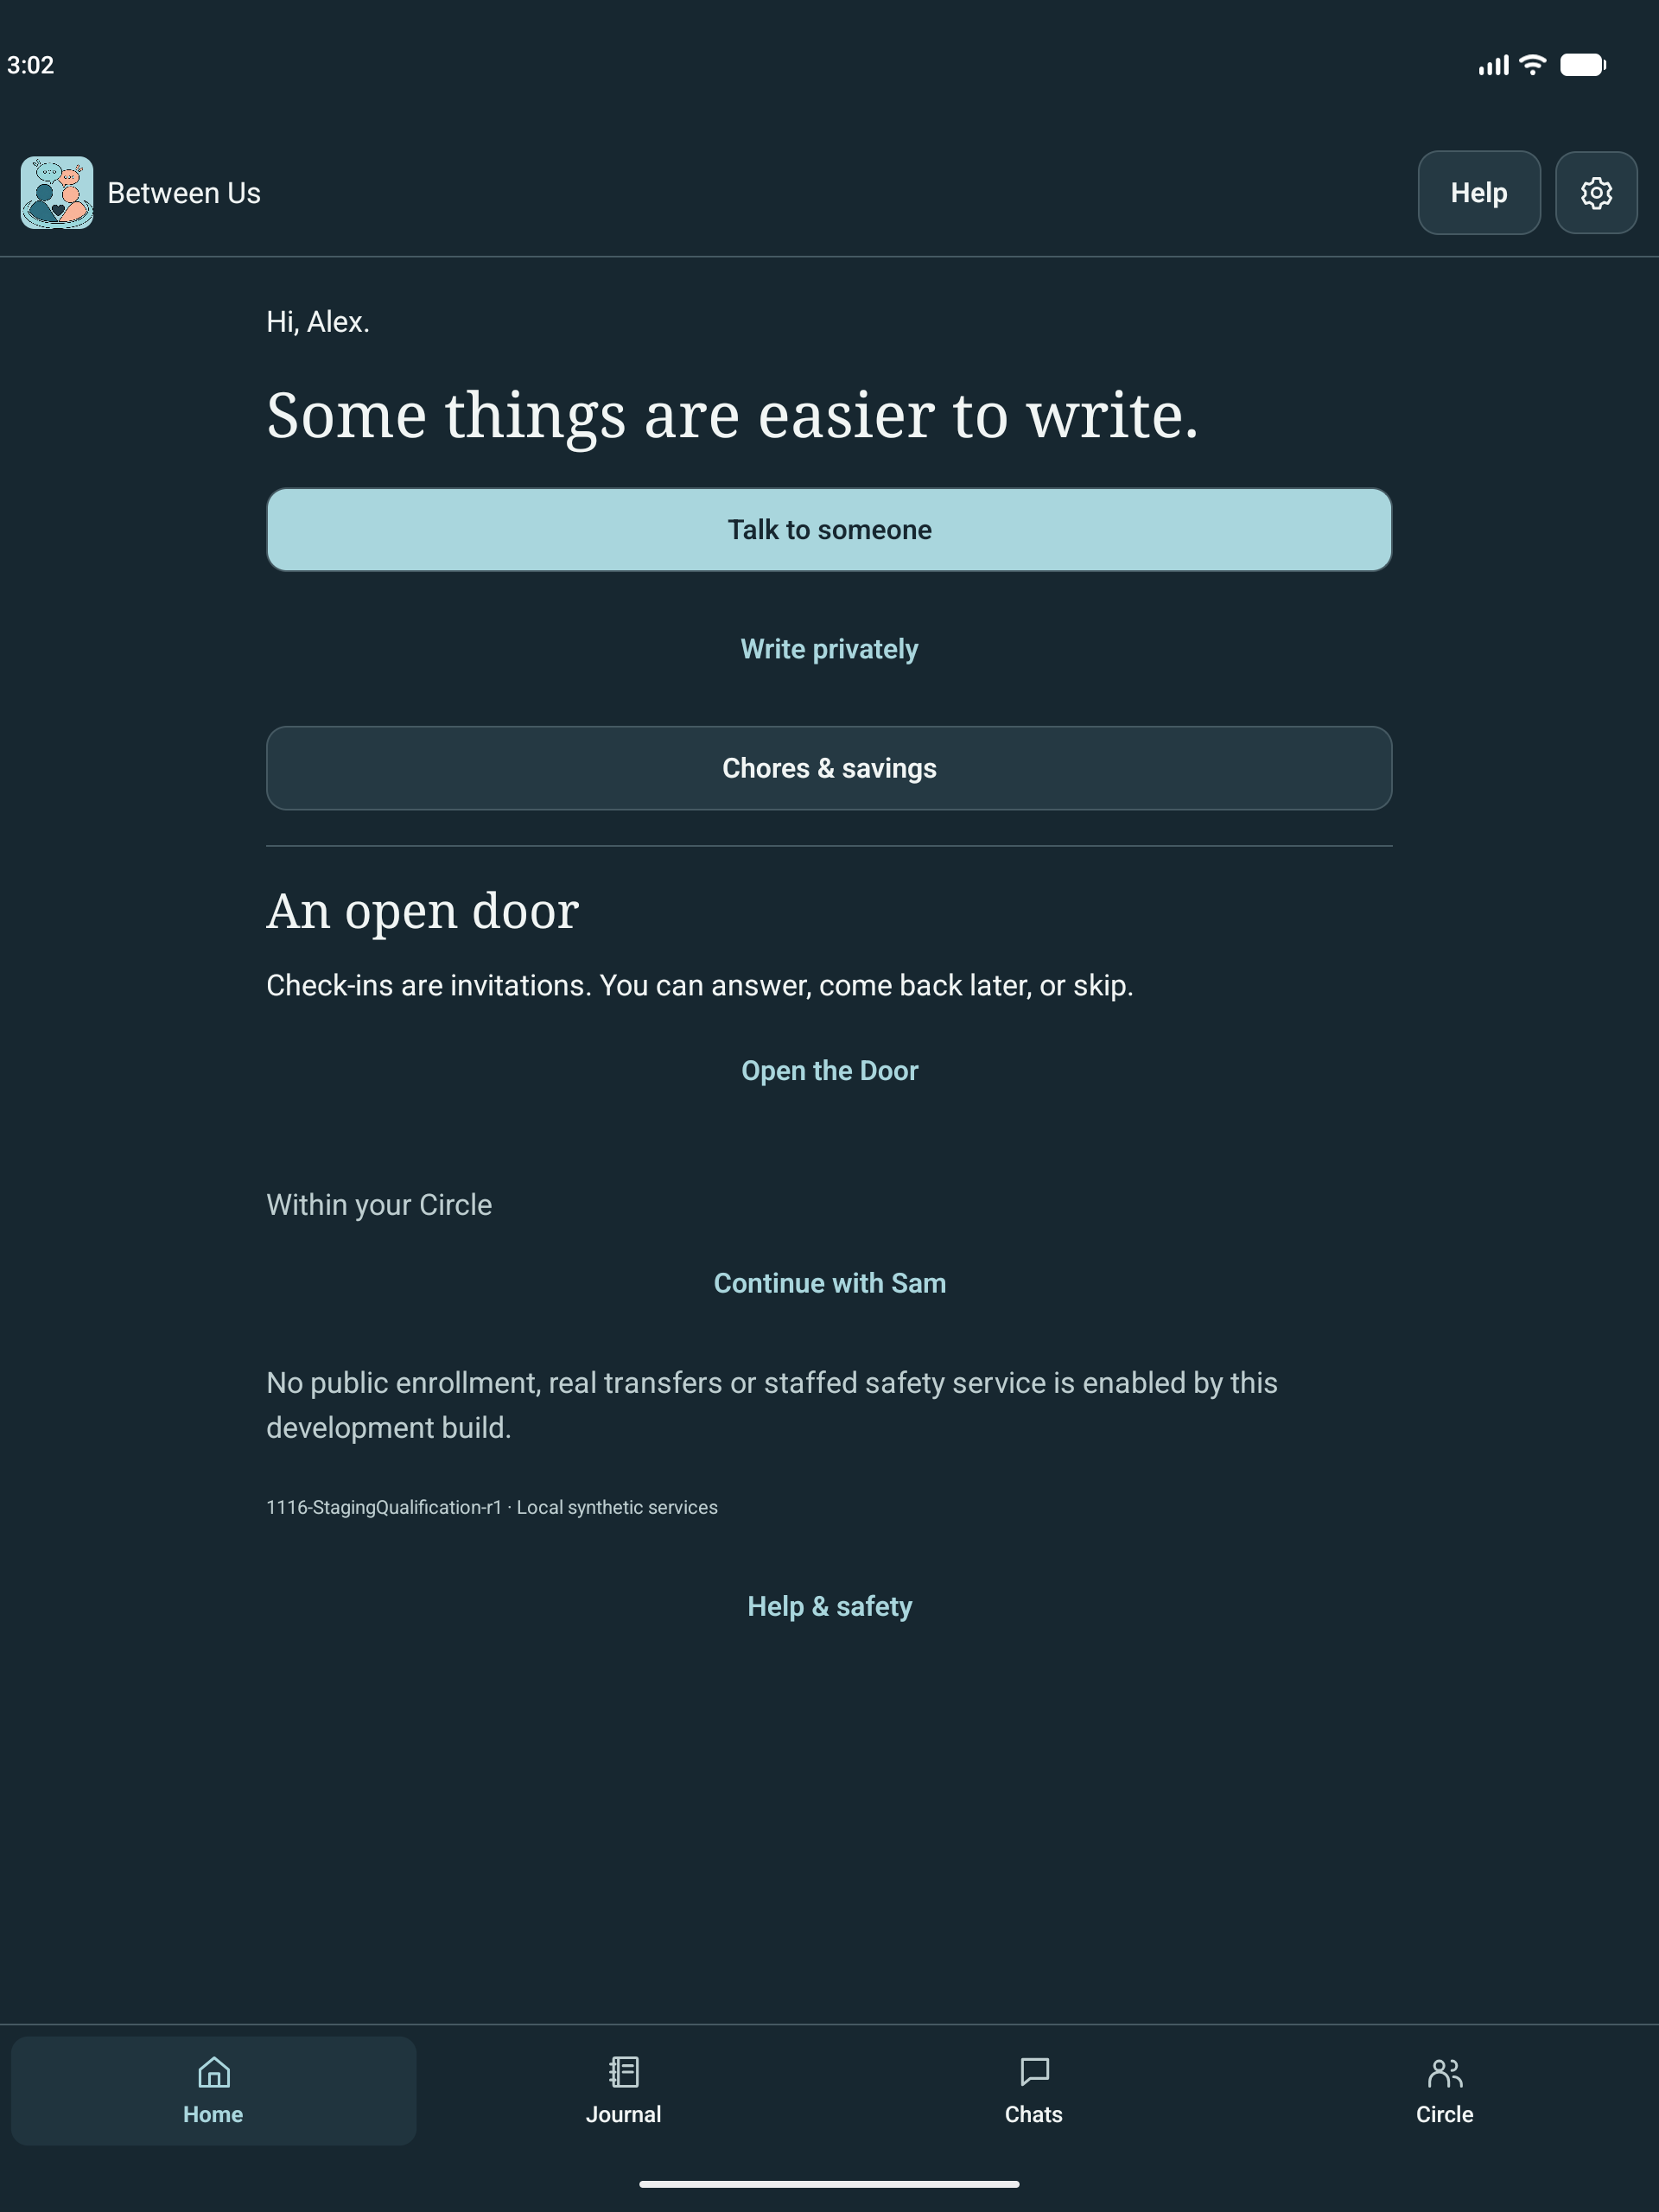 3:02
Between Us
Help
Hi, Alex.
Some things are easier to write.
Talk to someone
Write privately
Chores & savings
An open door
Check-ins are invitations. You can answer, come back later, or skip.
Open the Door
Within your Circle
Continue with Sam
No public enrollment, real transfers or staffed safety service is enabled by this
development build.
1116-StagingQualification-r1 · Local synthetic services
Help & safety
Home
Journal
Chats
Circle